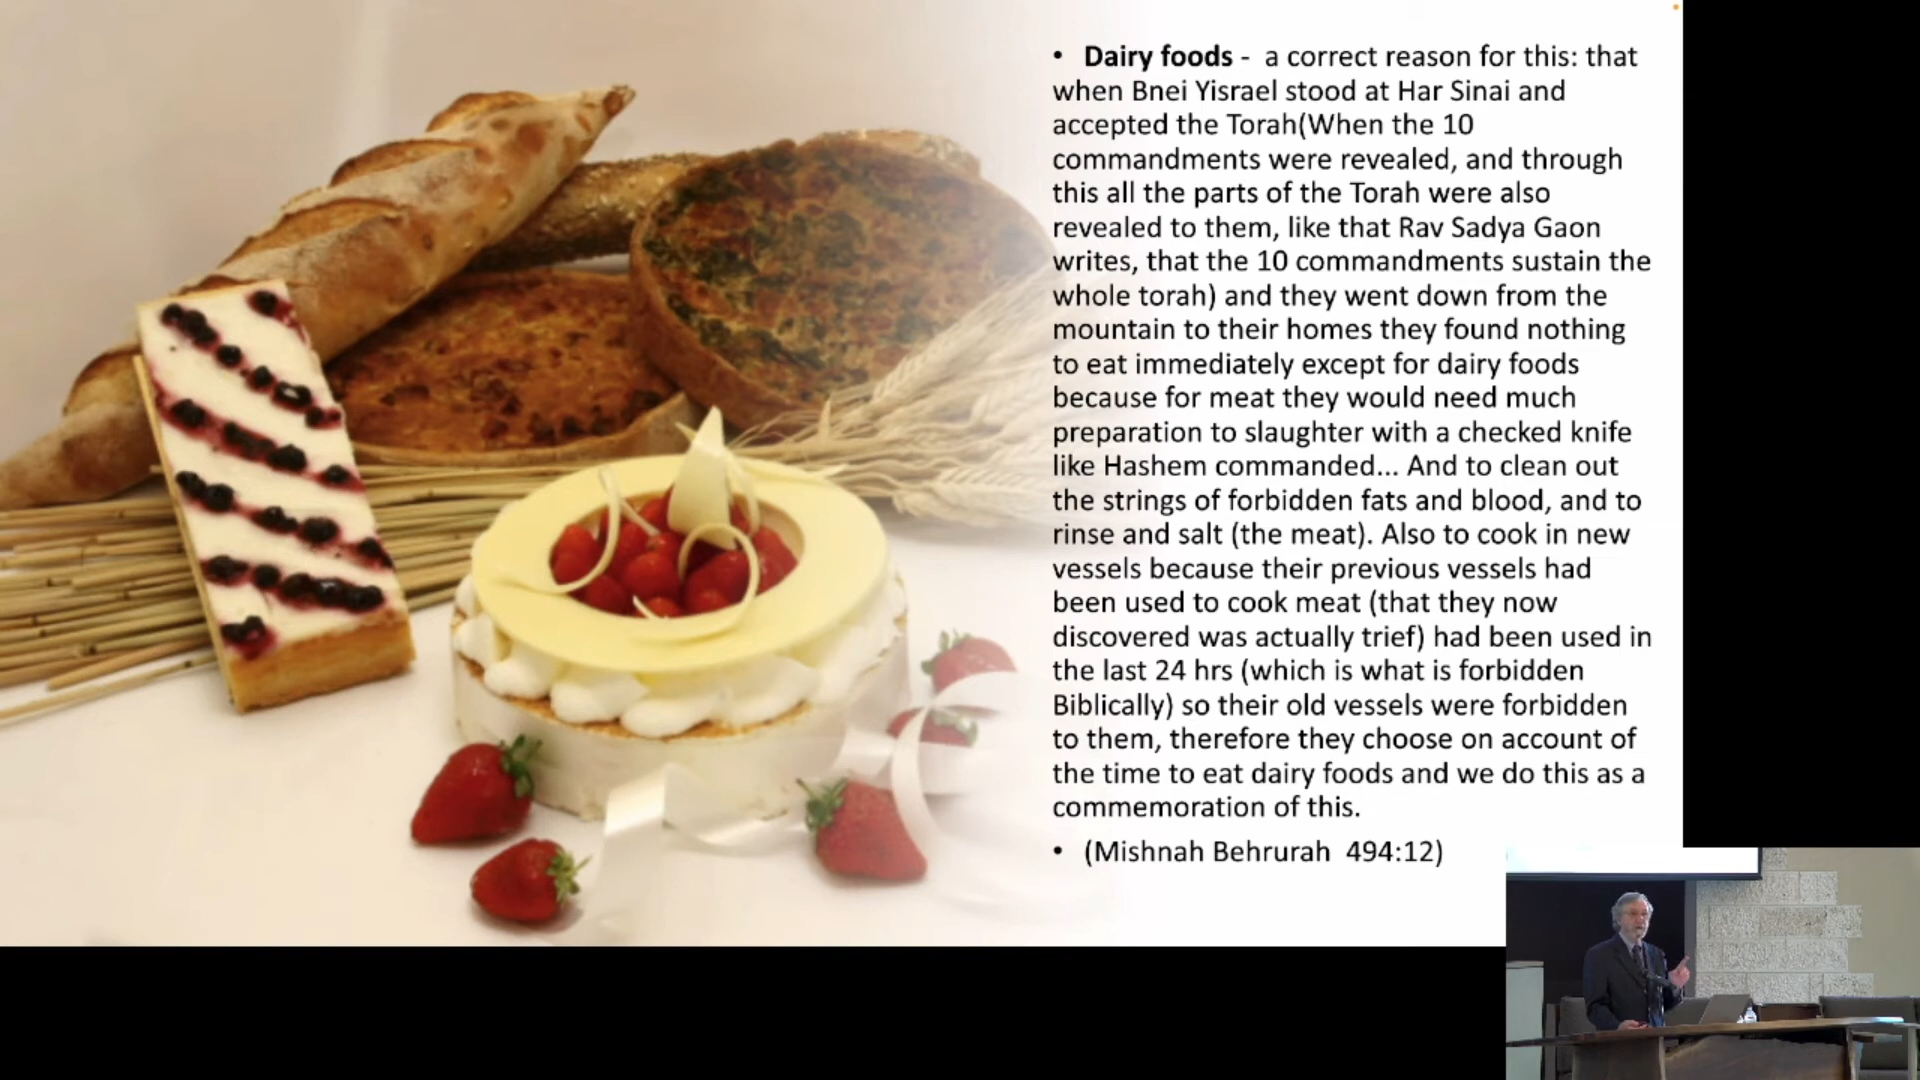 • Dairy foods - a correct reason for this: that
when Bnei Yisrael stood at Har Sinai and
accepted the Torah(When the 10
commandments were revealed, and through
this all the parts of the Torah were also
revealed to them, like that Rav Sadya Gaon
writes, that the 10 commandments sustain the
whole torah) and they went down from the
mountain to their homes they found nothing
to eat immediately except for dairy foods
because for meat they would need much
preparation to slaughter with a checked knife
like Hashem commanded... And to clean out
the strings of forbidden fats and blood, and to
rinse and salt (the meat). Also to cook in new
vessels because their previous vessels had
been used to cook meat (that they now
discovered was actually trief) had been used in
the last 24 hrs (which is what is forbidden
Biblically) so their old vessels were forbidden
to them, therefore they choose on account of
the time to eat dairy foods and we do this as a
commemoration of this.
• (Mishnah Behrurah 494:12)